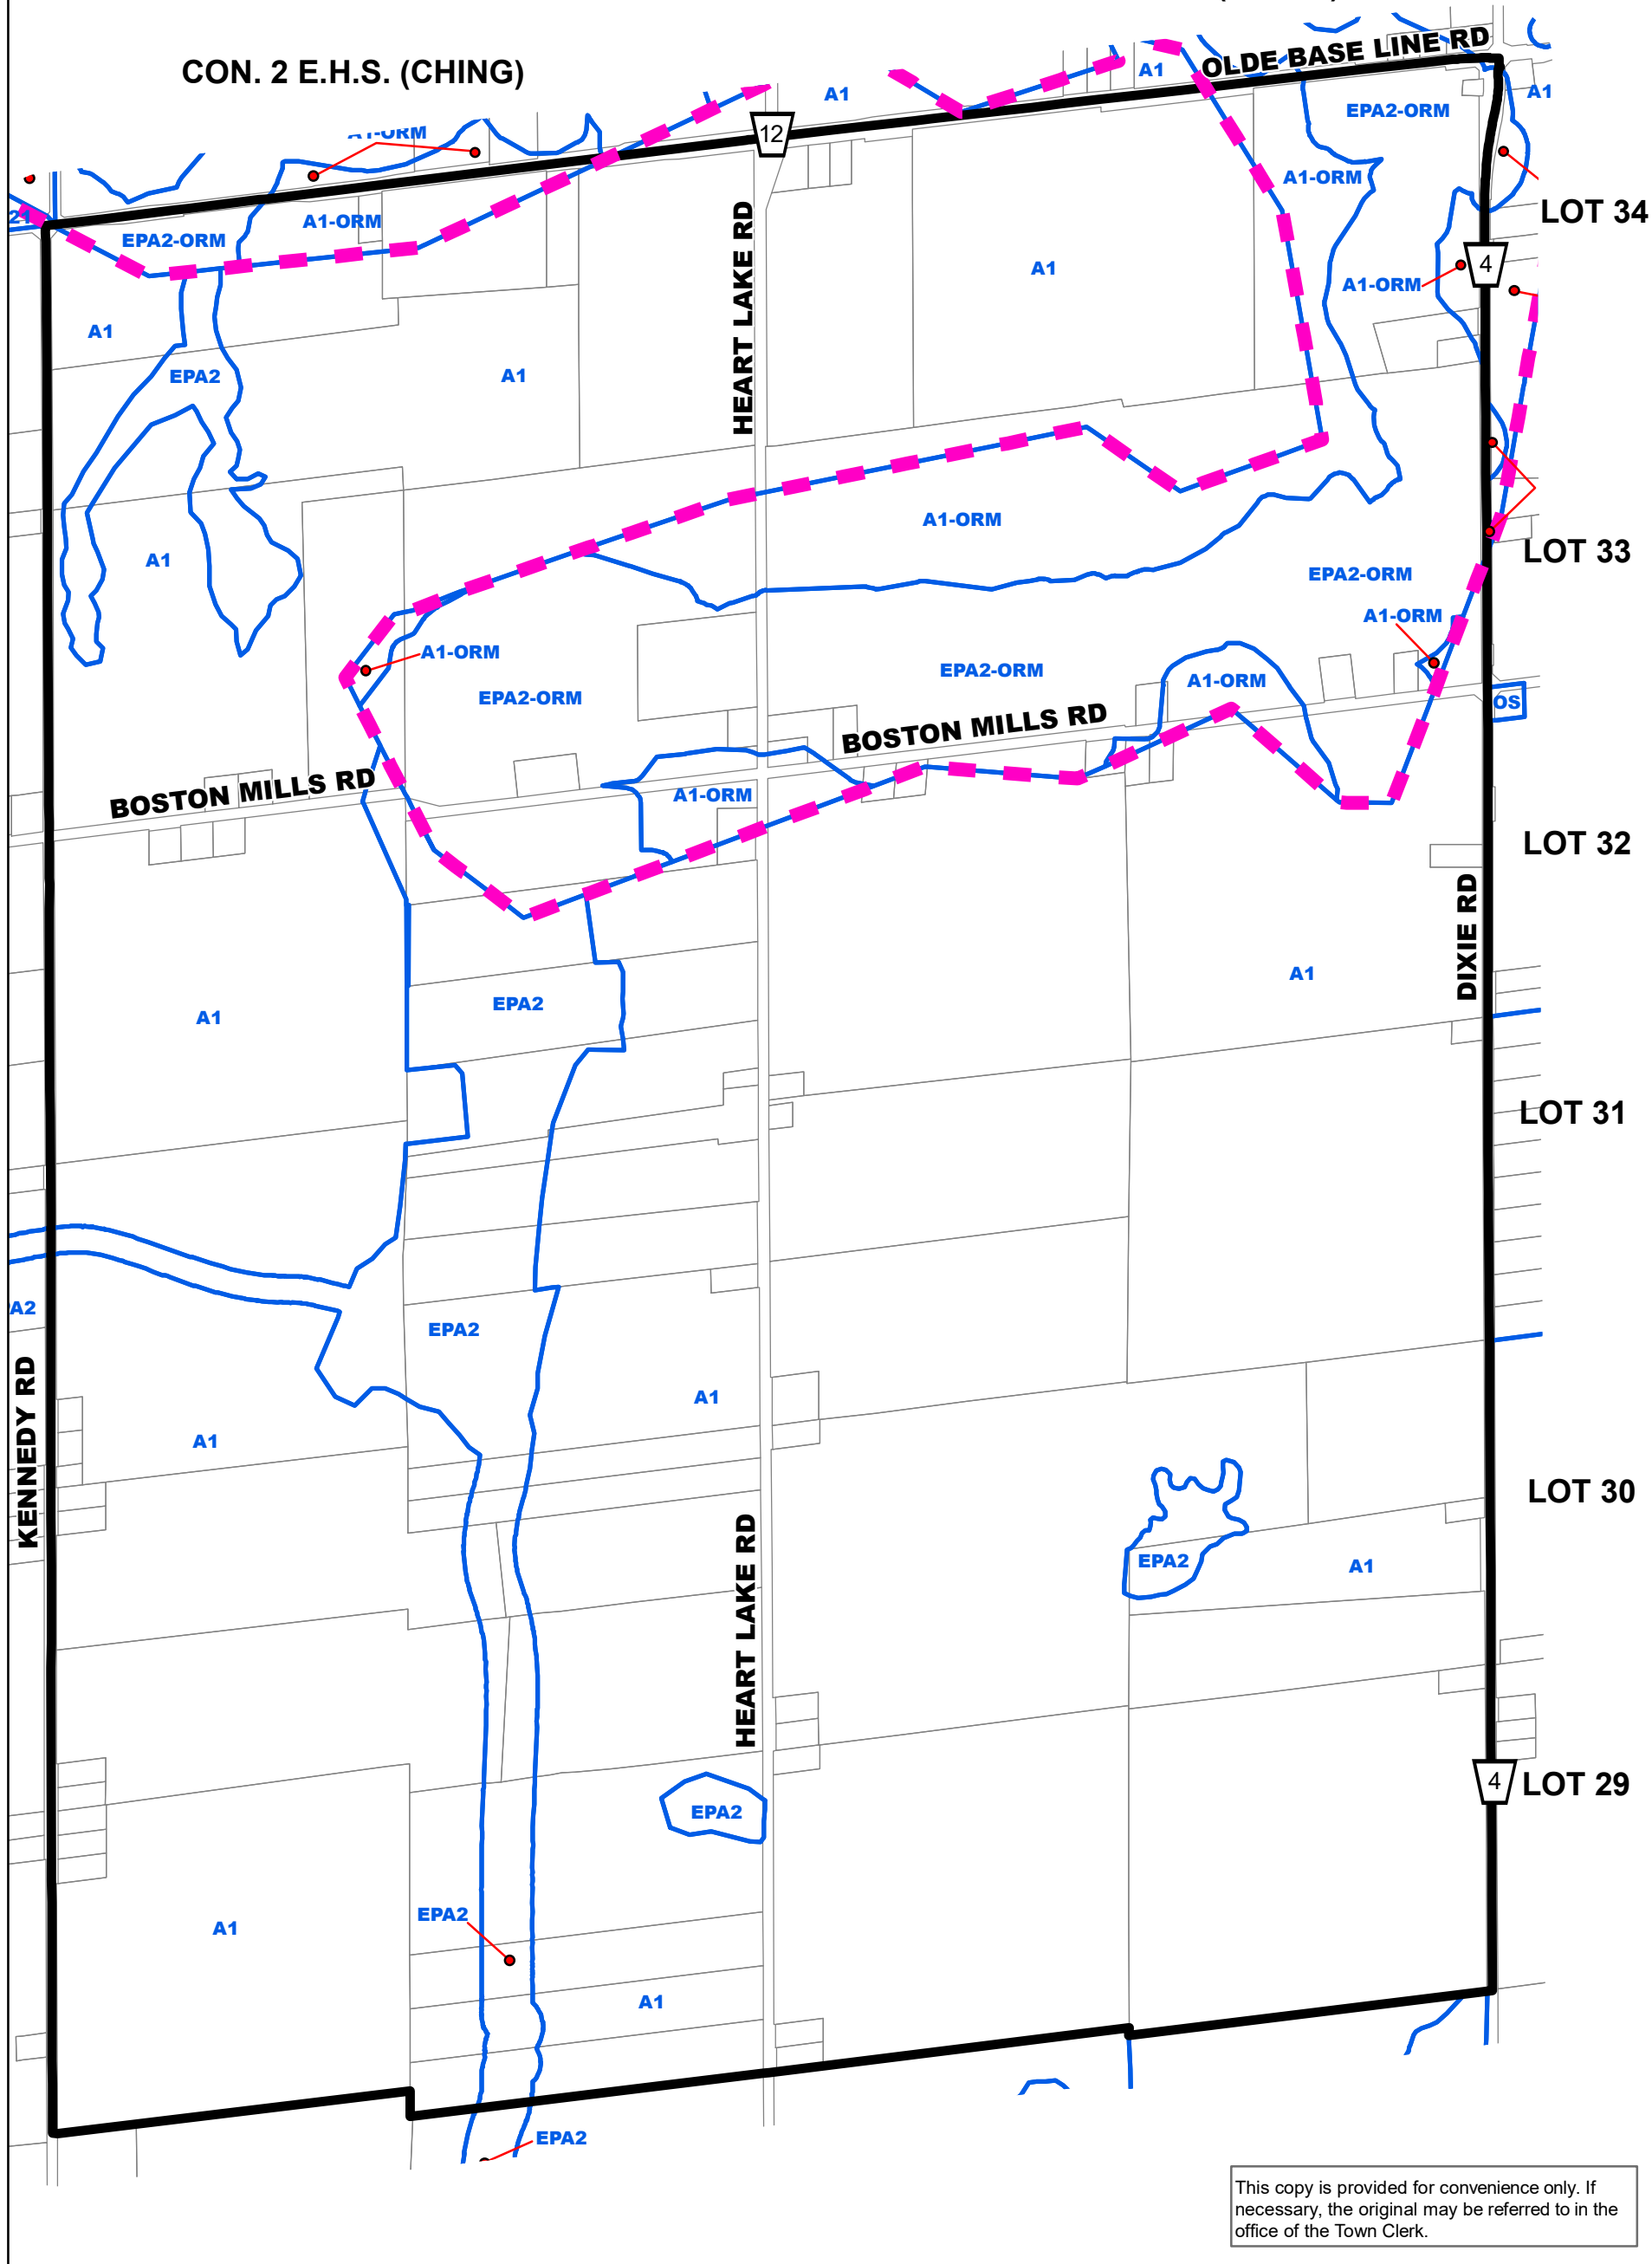 OLDE BASE LINE RD
CON. 2 E.H.S. (CHING)
A1
A1
A1
EPA2-ORM
12
A1-ORM
A1-ORM
LOT 34
21
EPA2-ORM
A1-ORM
A1
4
A1-ORM
HEART LAKE RD
A1
EPA2
A1
A1-ORM
LOT 33
A1
EPA2-ORM
A1-ORM
A1-ORM
EPA2-ORM
A1-ORM
EPA2-ORM
OS
BOSTON MILLS RD
BOSTON MILLS RD
A1-ORM
LOT 32
DIXIE RD
A1
EPA2
A1
LOT 31
A2
EPA2
KENNEDY RD
A1
A1
LOT 30
EPA2
A1
HEART LAKE RD
4
LOT 29
EPA2
EPA2
A1
A1
EPA2
This copy is provided for convenience only. If
necessary, the original may be referred to in the
office of the Town Clerk.